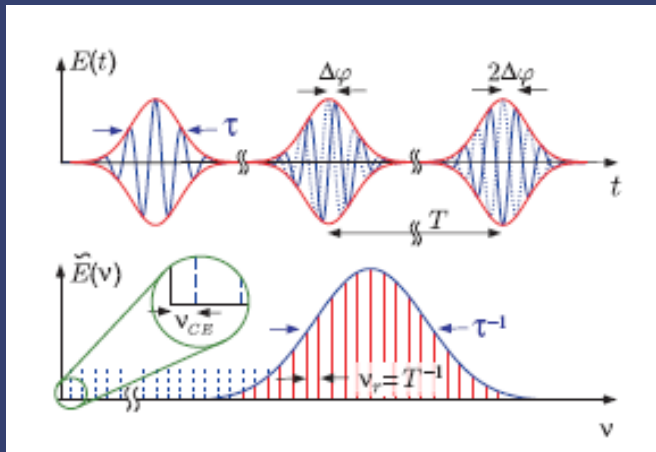 E(t)
Δφ
2Δφ
τ
t
T
Ẽ(ν)
ν_CE
τ⁻¹
ν_r = T⁻¹
ν